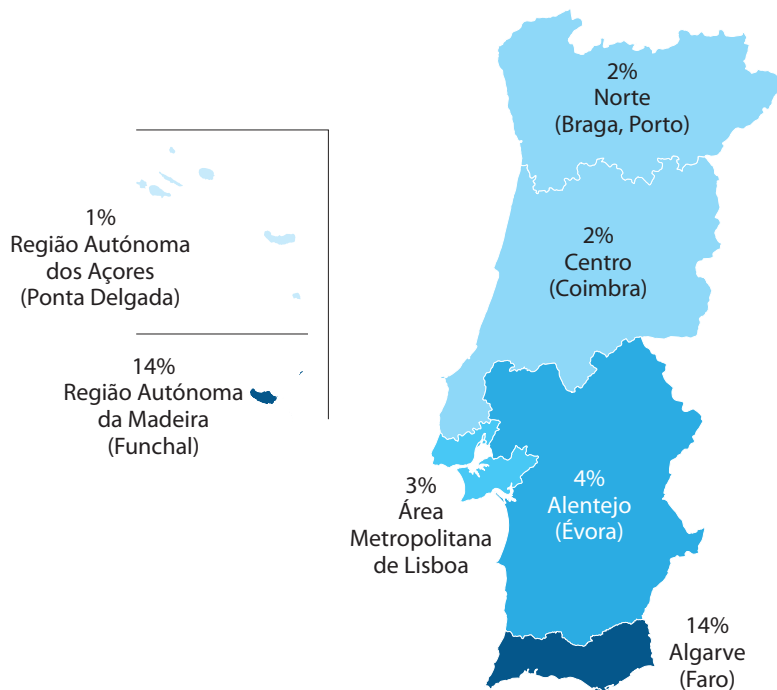 2%
Norte
(Braga, Porto)
1%
Região Autónoma
dos Açores
(Ponta Delgada)
2%
Centro
(Coimbra)
14%
Região Autónoma
da Madeira
(Funchal)
3%
Área
Metropolitana
de Lisboa
4%
Alentejo
(Évora)
14%
Algarve
(Faro)